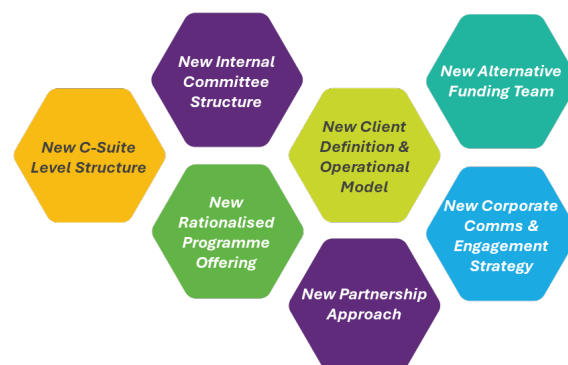 New C-Suite
Level Structure
New Internal
Committee
Structure
New
Rationalised
Programme
Offering
New Client
Definition &
Operational
Model
New Partnership
Approach
New Alternative
Funding Team
New Corporate
Comms &
Engagement
Strategy